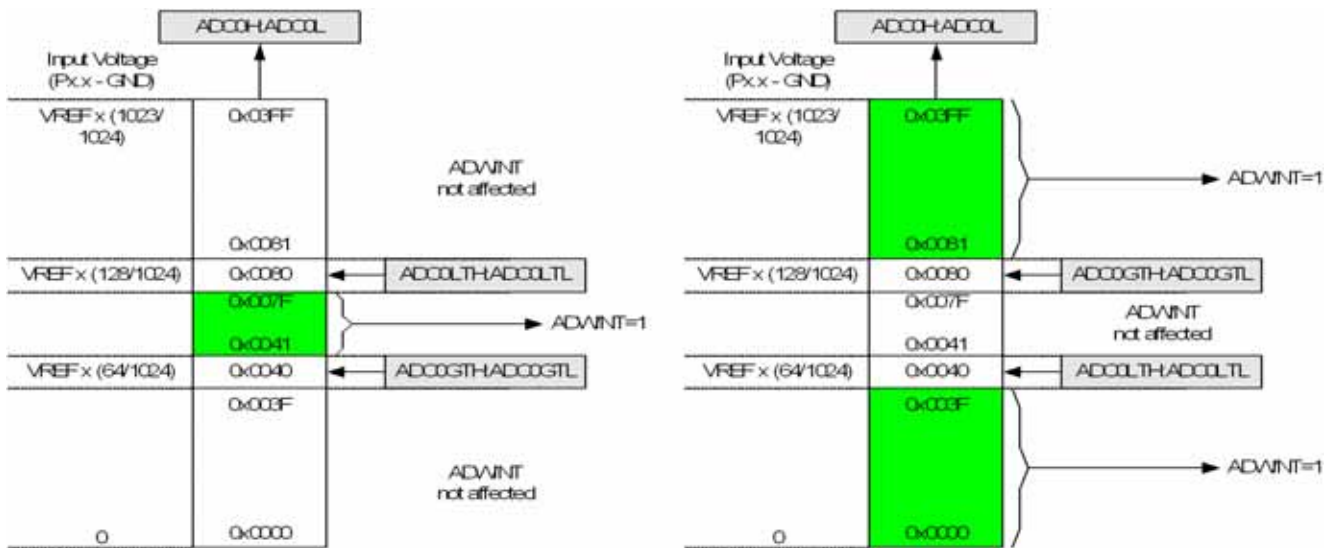 ADC0H:ADC0L
Input Voltage
(Px.x - GND)
VREF x (1023/
1024)
0x03FF
ADWINT
not affected
0x0081
VREF x (128/1024)
0x0080
ADC0LTH:ADC0LTL
0x007F
ADWINT=1
0x0041
VREF x (64/1024)
0x0040
ADC0GTH:ADC0GTL
0x003F
ADWINT
not affected
0
0x0000
ADC0H:ADC0L
Input Voltage
(Px.x - GND)
VREF x (1023/
1024)
0x03FF
ADWINT=1
0x0081
VREF x (128/1024)
0x0080
ADC0GTH:ADC0GTL
0x007F
ADWINT
not affected
0x0041
VREF x (64/1024)
0x0040
ADC0LTH:ADC0LTL
0x003F
ADWINT=1
0
0x0000